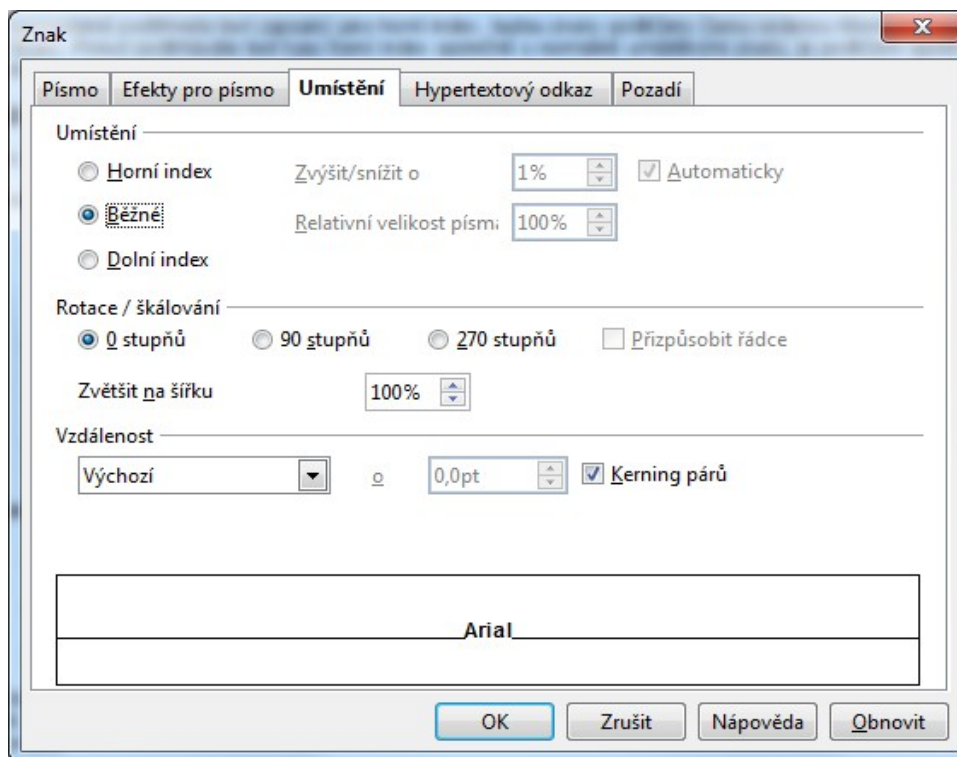 Znak
Písmo Efekty pro písmo Umístění Hypertextový odkaz Pozadí
Umístění
Horní index Zvýšit/snížit o 1% Automaticky
Běžné Relativní velikost písma 100%
Dolní index
Rotace / škálování
0 stupňů 90 stupňů 270 stupňů Přizpůsobit řádce
Zvětšit na šířku 100%
Vzdálenost
Výchozí o 0,0pt Kerning párů
Arial
OK Zrušit Nápověda Obnovit